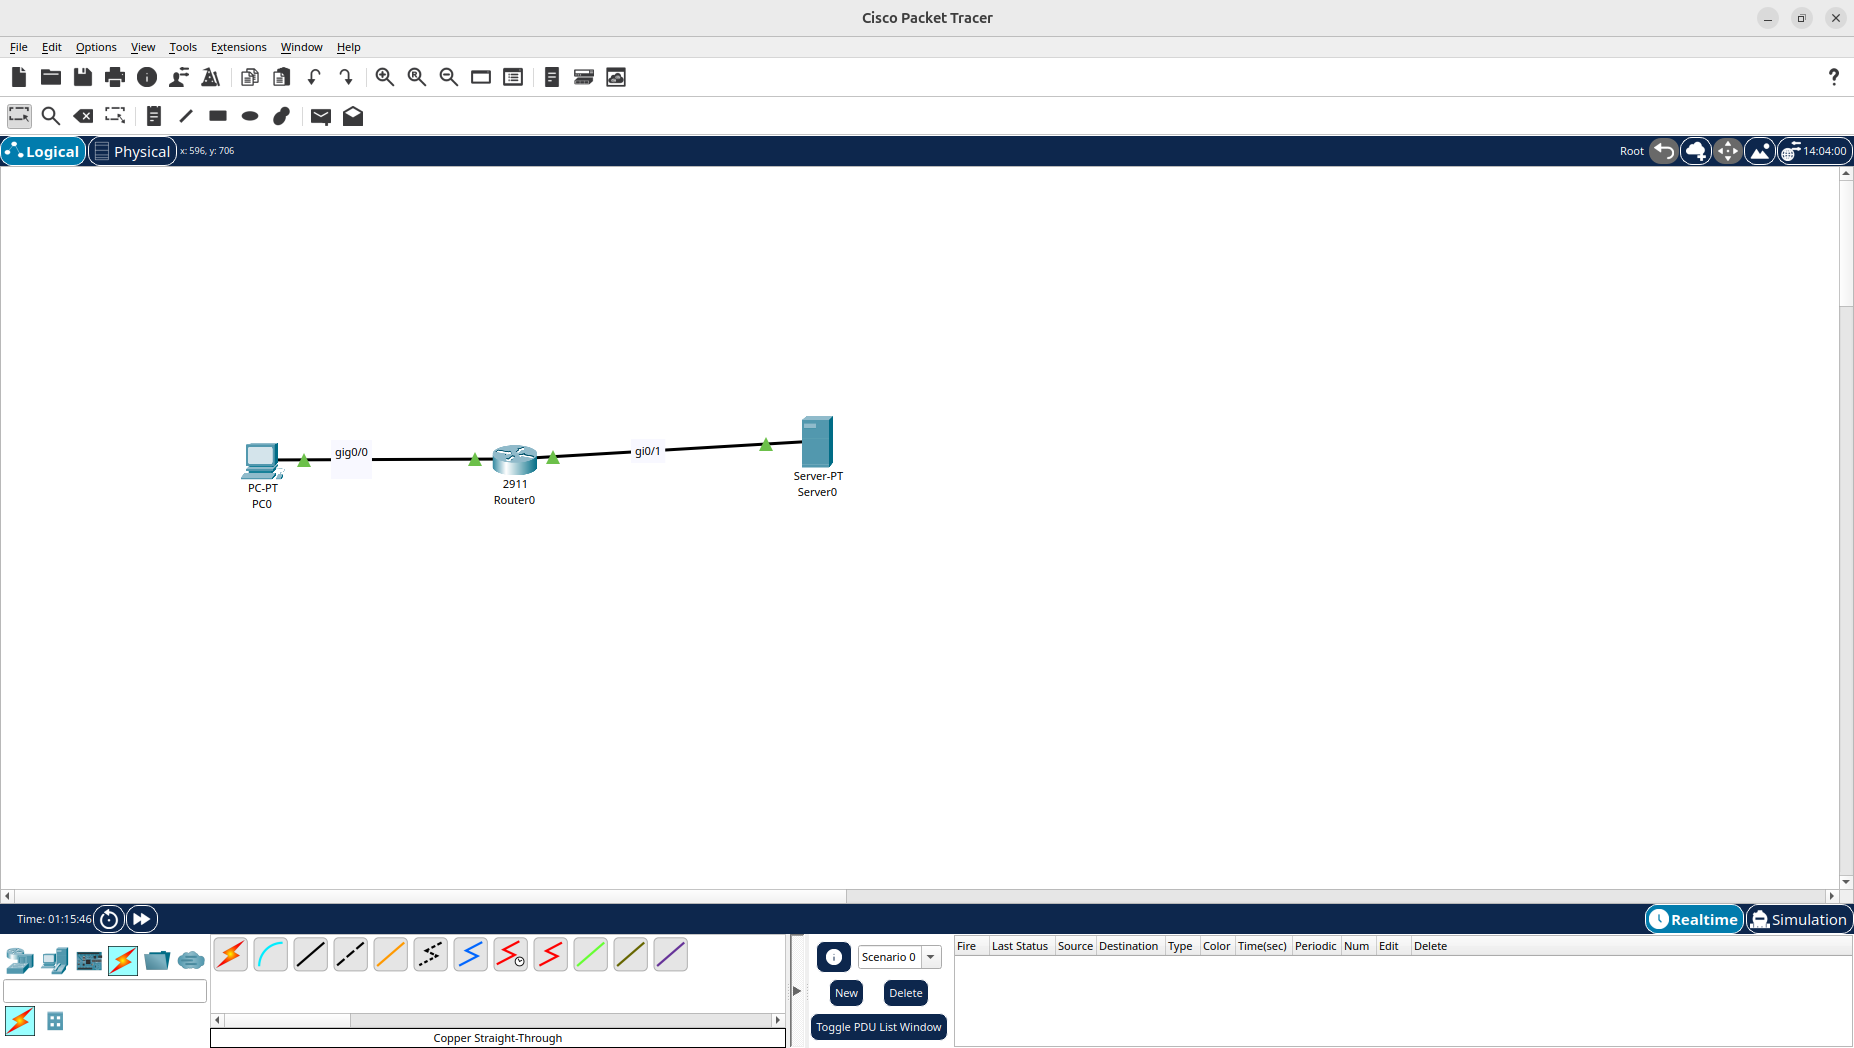 Cisco Packet Tracer
File Edit Options View Tools Extensions Window Help
?
Logical Physical x: 596, y: 706 Root 14:04:00
gig0/0
gi0/1
PC-PT
PC0
2911
Router0
Server-PT
Server0
Time: 01:15:46 Realtime Simulation
Fire Last Status Source Destination Type Color Time(sec) Periodic Num Edit Delete
Scenario 0
New Delete
Toggle PDU List Window
Copper Straight-Through